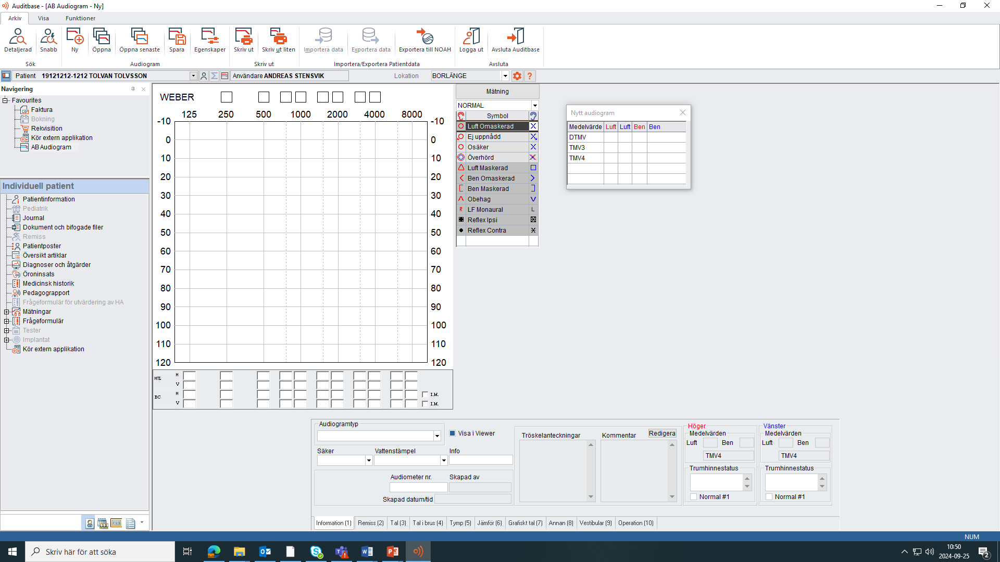 Auditbase - [AB Audiogram - Ny]
Arkiv Visa Funktioner
Detaljerad Snabb Ny Öppna Öppna senaste Spara Egenskaper Skriv ut Skriv ut liten Importera data Exportera data Exportera till NOAH Logga ut Avsluta Auditbase
Sök Audiogram Skriv ut Importera/Exportera Patientdata Avsluta
Patient 19121212-1212 TOLVAN TOLVSSON Användare ANDREAS STENSVIK Lokation BORLÄNGE
Navigering
Favourites
Faktura
Bokning
Rekvisition
Kör extern applikation
AB Audiogram
Individuell patient
Patientinformation
Pediatrik
Journal
Dokument och bifogade filer
Remiss
Patientposter
Översikt artiklar
Diagnoser och åtgärder
Öroninsats
Medicinsk historik
Pedagograpport
Frågeformulär för utvärdering av HA
Mätningar
Frågeformulär
Tester
Implantat
Kör extern applikation
WEBER
125 250 500 1000 2000 4000 8000
-10 -10
0 0
10 10
20 20
30 30
40 40
50 50
60 60
70 70
80 80
90 90
100 100
110 110
120 120
HTL H
V
BC H I.M.
V I.M.
Mätning
NORMAL
Symbol
Luft Omaskerad X
Ej uppnådd
Osäker X
Överhörd
Luft Maskerad
Ben Omaskerad
Ben Maskerad
Obehag
R LF Monaural L
Reflex Ipsi
Reflex Contra
Nytt audiogram
Medelvärde Luft Luft Ben Ben
DTMV
TMV3
TMV4
Audiogramtyp
Visa i Viewer
Säker Vattenstämpel Info
Audiometer nr. Skapad av
Skapad datum/tid
Tröskelanteckningar Kommentar Redigera
Höger
Medelvärden
Luft Ben
TMV4
Trumhinnestatus
Normal #1
Vänster
Medelvärden
Luft Ben
TMV4
Trumhinnestatus
Normal #1
Information (1) Remiss (2) Tal (3) Tal i brus (4) Tymp (5) Jämför (6) Grafiskt tal (7) Annan (8) Vestibular (9) Operation (10)
NUM
Skriv här för att söka
10:50
2024-09-25
2